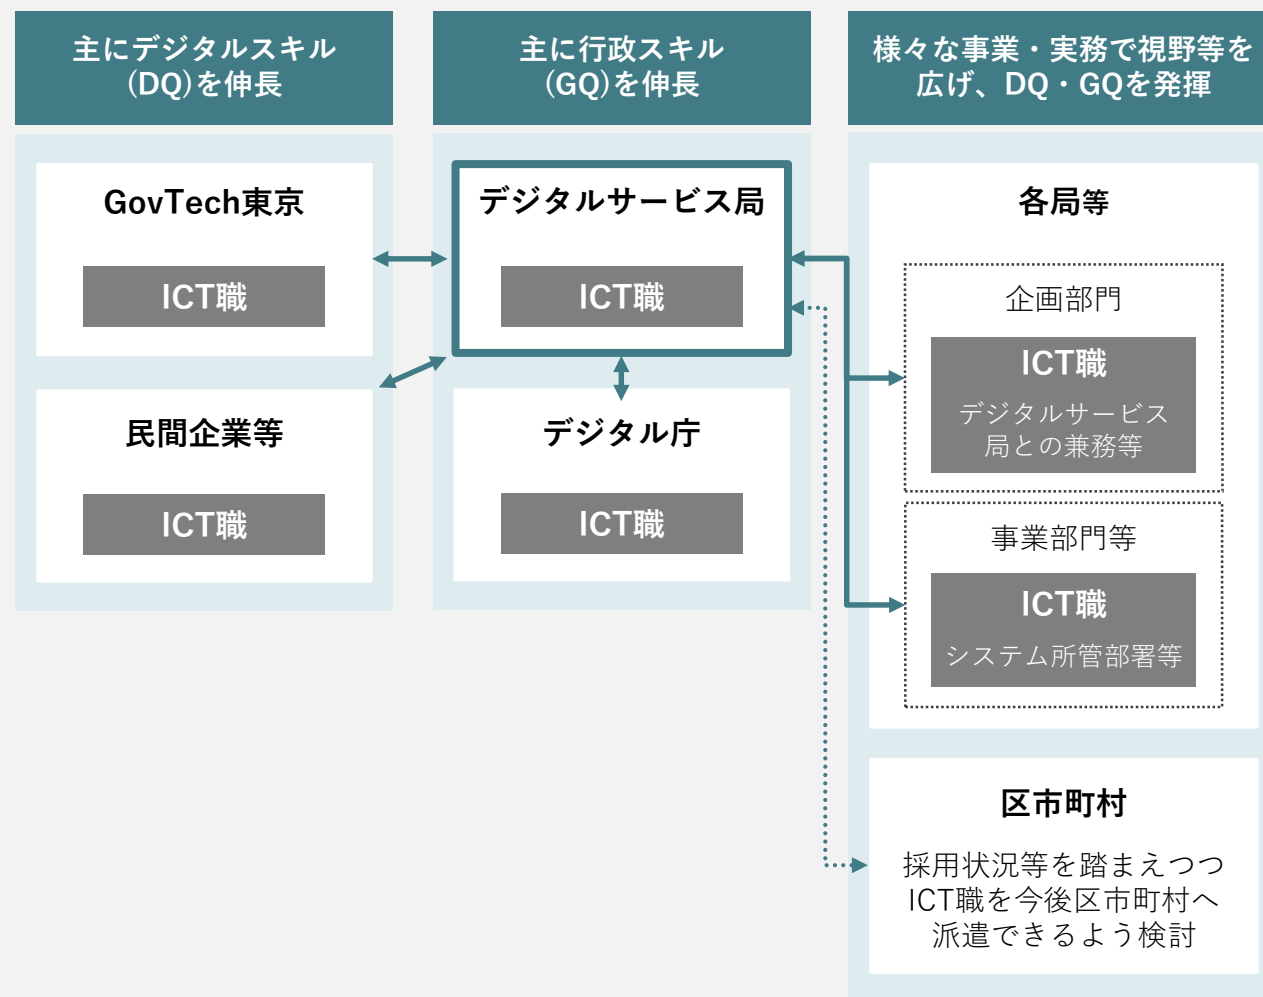 主にデジタルスキル
(DQ)を伸長
主に行政スキル
(GQ)を伸長
様々な事業・実務で視野等を
広げ、DQ・GQを発揮
GovTech東京
ICT職
民間企業等
ICT職
デジタルサービス局
ICT職
デジタル庁
ICT職
各局等
企画部門
ICT職
デジタルサービス
局との兼務等
事業部門等
ICT職
システム所管部署等
区市町村
採用状況等を踏まえつつ
ICT職を今後区市町村へ
派遣できるよう検討